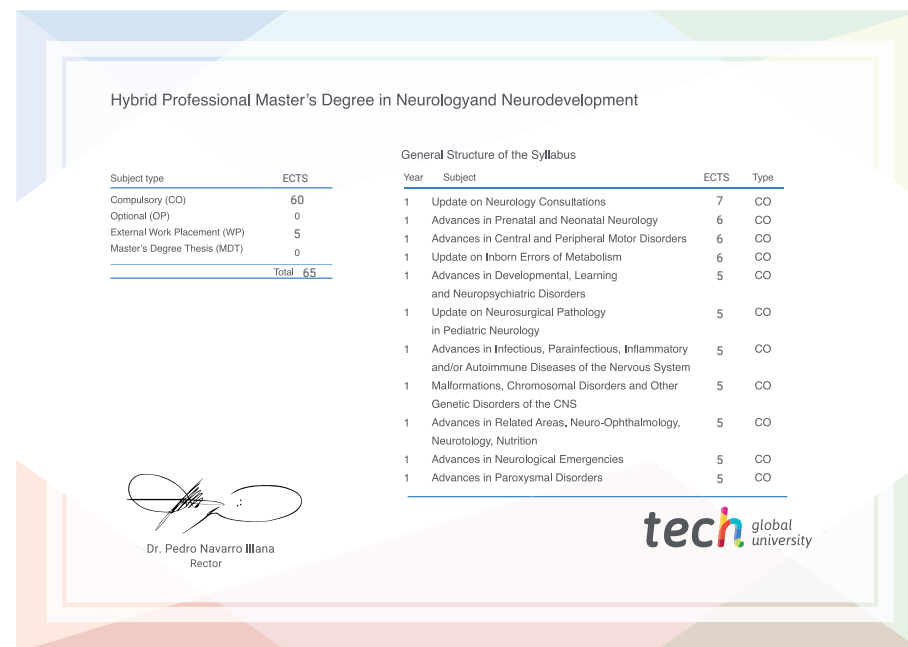 Hybrid Professional Master's Degree in Neurologyand Neurodevelopment
Subject type ECTS
Compulsory (CO) 60
Optional (OP) 0
External Work Placement (WP) 5
Master's Degree Thesis (MDT) 0
Total 65
General Structure of the Syllabus
Year Subject ECTS Type
1 Update on Neurology Consultations 7 CO
1 Advances in Prenatal and Neonatal Neurology 6 CO
1 Advances in Central and Peripheral Motor Disorders 6 CO
1 Update on Inborn Errors of Metabolism 6 CO
1 Advances in Developmental, Learning 5 CO
and Neuropsychiatric Disorders
1 Update on Neurosurgical Pathology 5 CO
in Pediatric Neurology
1 Advances in Infectious, Parainfectious, Inflammatory 5 CO
and/or Autoimmune Diseases of the Nervous System
1 Malformations, Chromosomal Disorders and Other 5 CO
Genetic Disorders of the CNS
1 Advances in Related Areas. Neuro-Ophthalmology, 5 CO
Neurotology, Nutrition
1 Advances in Neurological Emergencies 5 CO
1 Advances in Paroxysmal Disorders 5 CO
Dr. Pedro Navarro Illana
Rector
tech global
university